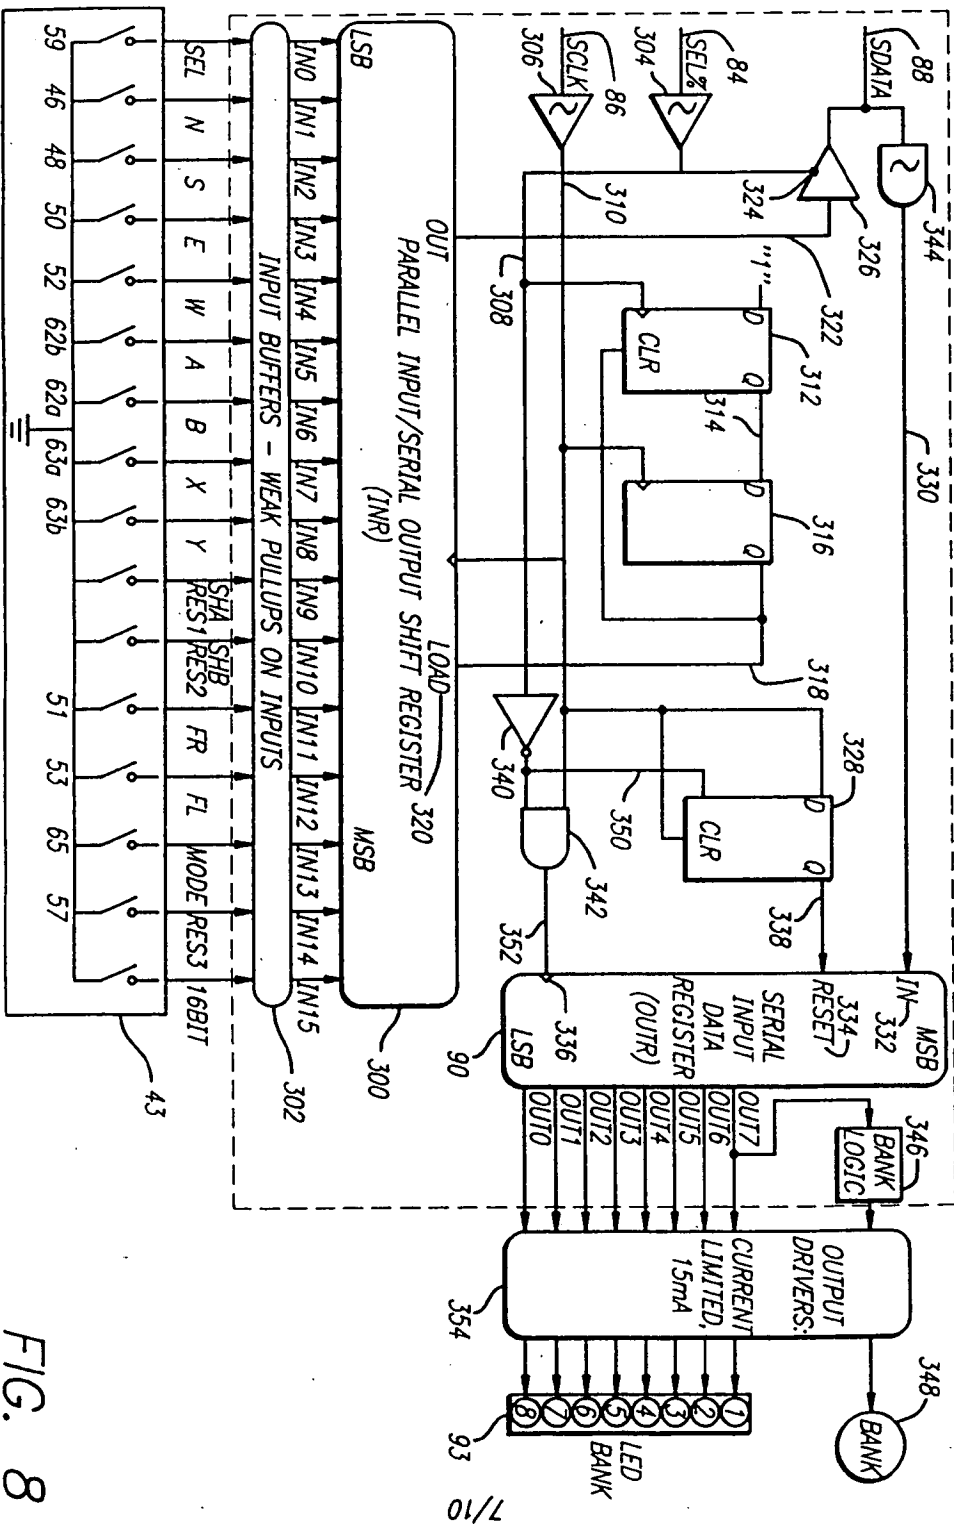 7/10
88
SDATA
84
SEL%
86
SCLK
304
306
344
326
324
322
330
310
308
"1"
D
Q
CLR
312
314
D
Q
316
318
328
D
Q
CLR
338
340
342
350
352
IN
332
MSB
334
RESET
336
SERIAL
INPUT
DATA
REGISTER
(OUTR)
LSB
90
OUT7
OUT6
OUT5
OUT4
OUT3
OUT2
OUT1
OUT0
346
BANK
LOGIC
OUTPUT
DRIVERS:
CURRENT
LIMITED,
15mA
354
348
BANK
1
2
3
4
5
6
7
8
LED
BANK
93
OUT
LOAD
320
PARALLEL INPUT/SERIAL OUTPUT SHIFT REGISTER
(INR)
LSB
MSB
300
IN0 IN1 IN2 IN3 IN4 IN5 IN6 IN7 IN8 IN9 IN10 IN11 IN12 IN13 IN14 IN15
INPUT BUFFERS - WEAK PULLUPS ON INPUTS
302
SEL N S E W A B X Y SHA SHB FR FL MODE RES3 16BIT
RES1 RES2
43
59 46 48 50 52 62b 62a 63a 63b 51 53 65 57
FIG. 8